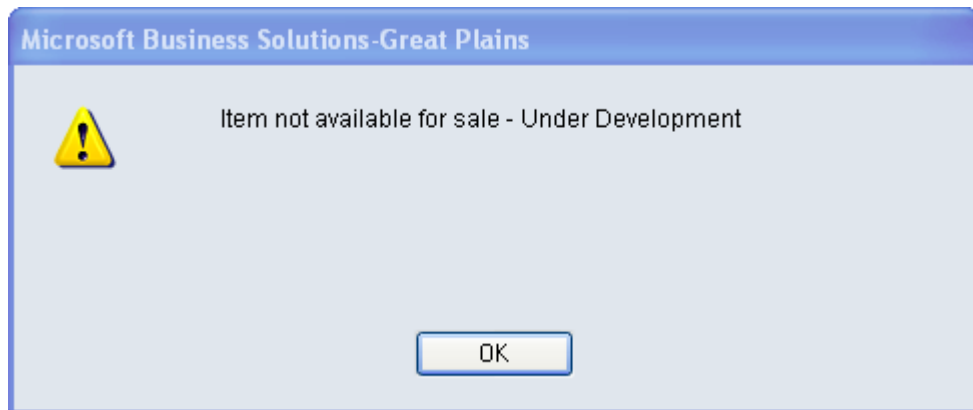 Microsoft Business Solutions-Great Plains
Item not available for sale - Under Development
OK